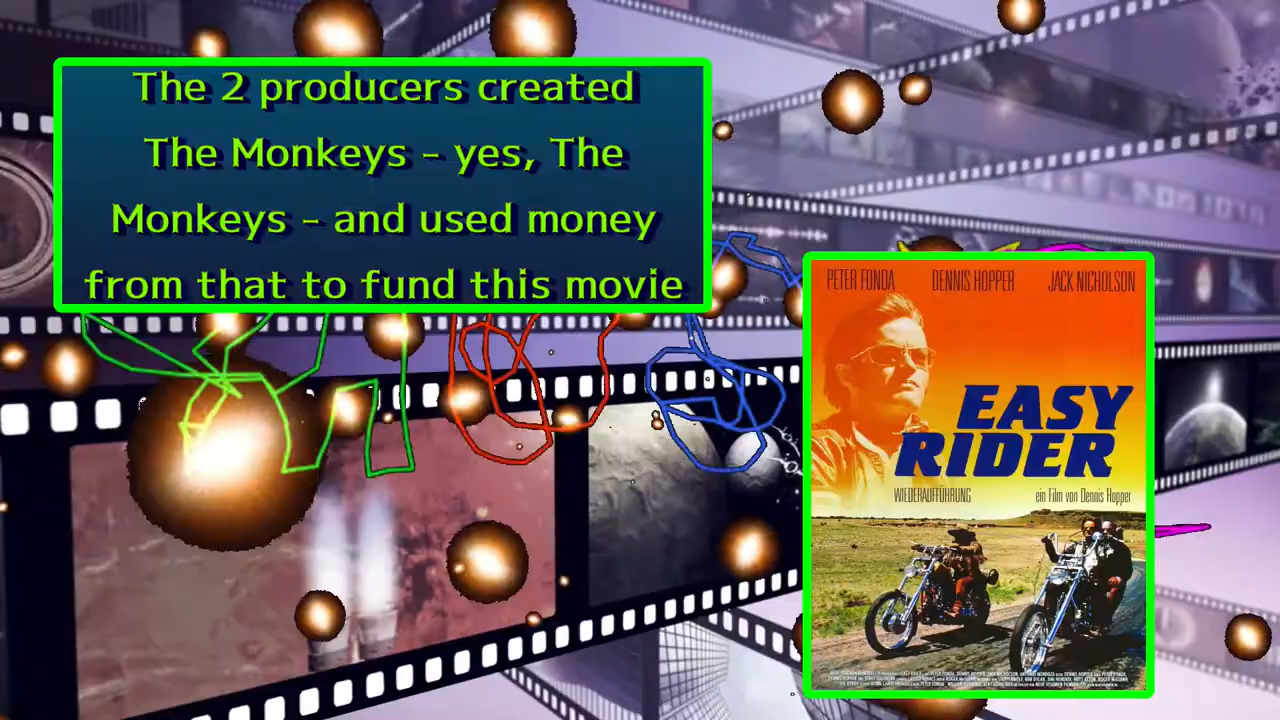 The 2 producers created
The Monkeys - yes, The
Monkeys - and used money
from that to fund this movie
PETER FONDA DENNIS HOPPER JACK NICHOLSON
EASY
RIDER
WIEDERAUFFÜHRUNG ein Film von Dennis Hopper